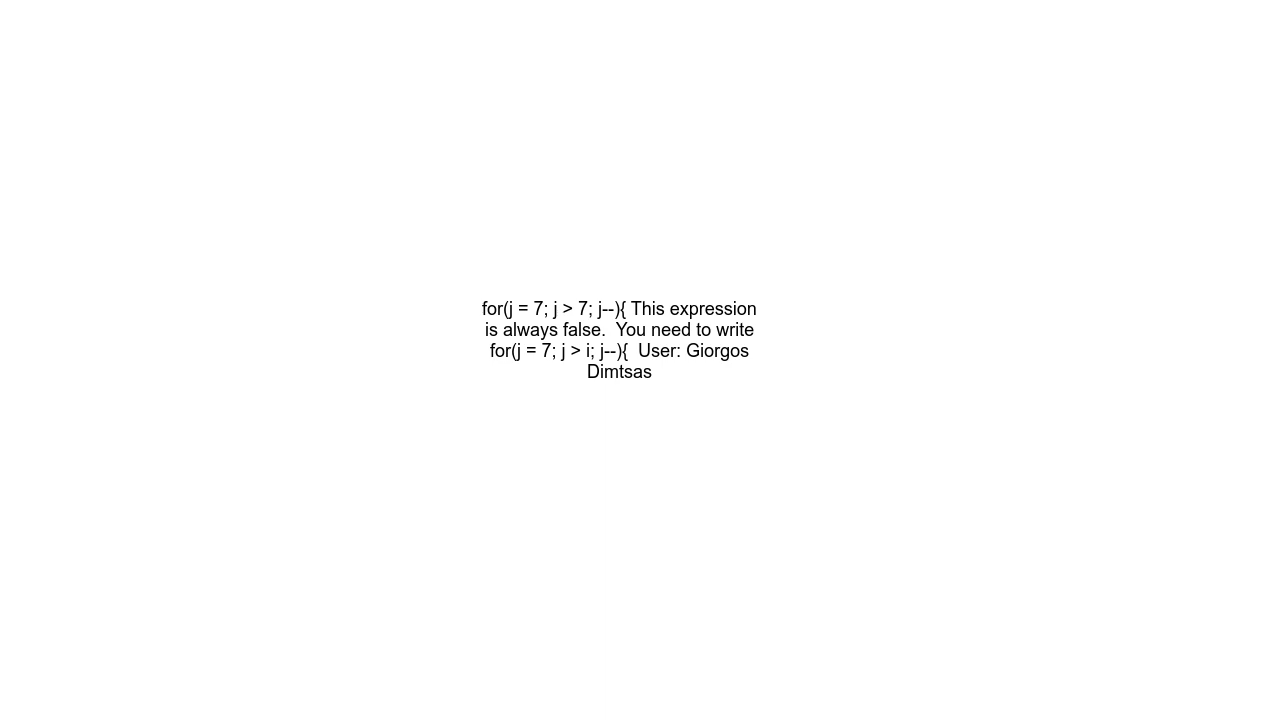 for(j = 7; j > 7; j--){ This expression
is always false.  You need to write
for(j = 7; j > i; j--){  User: Giorgos
Dimtsas